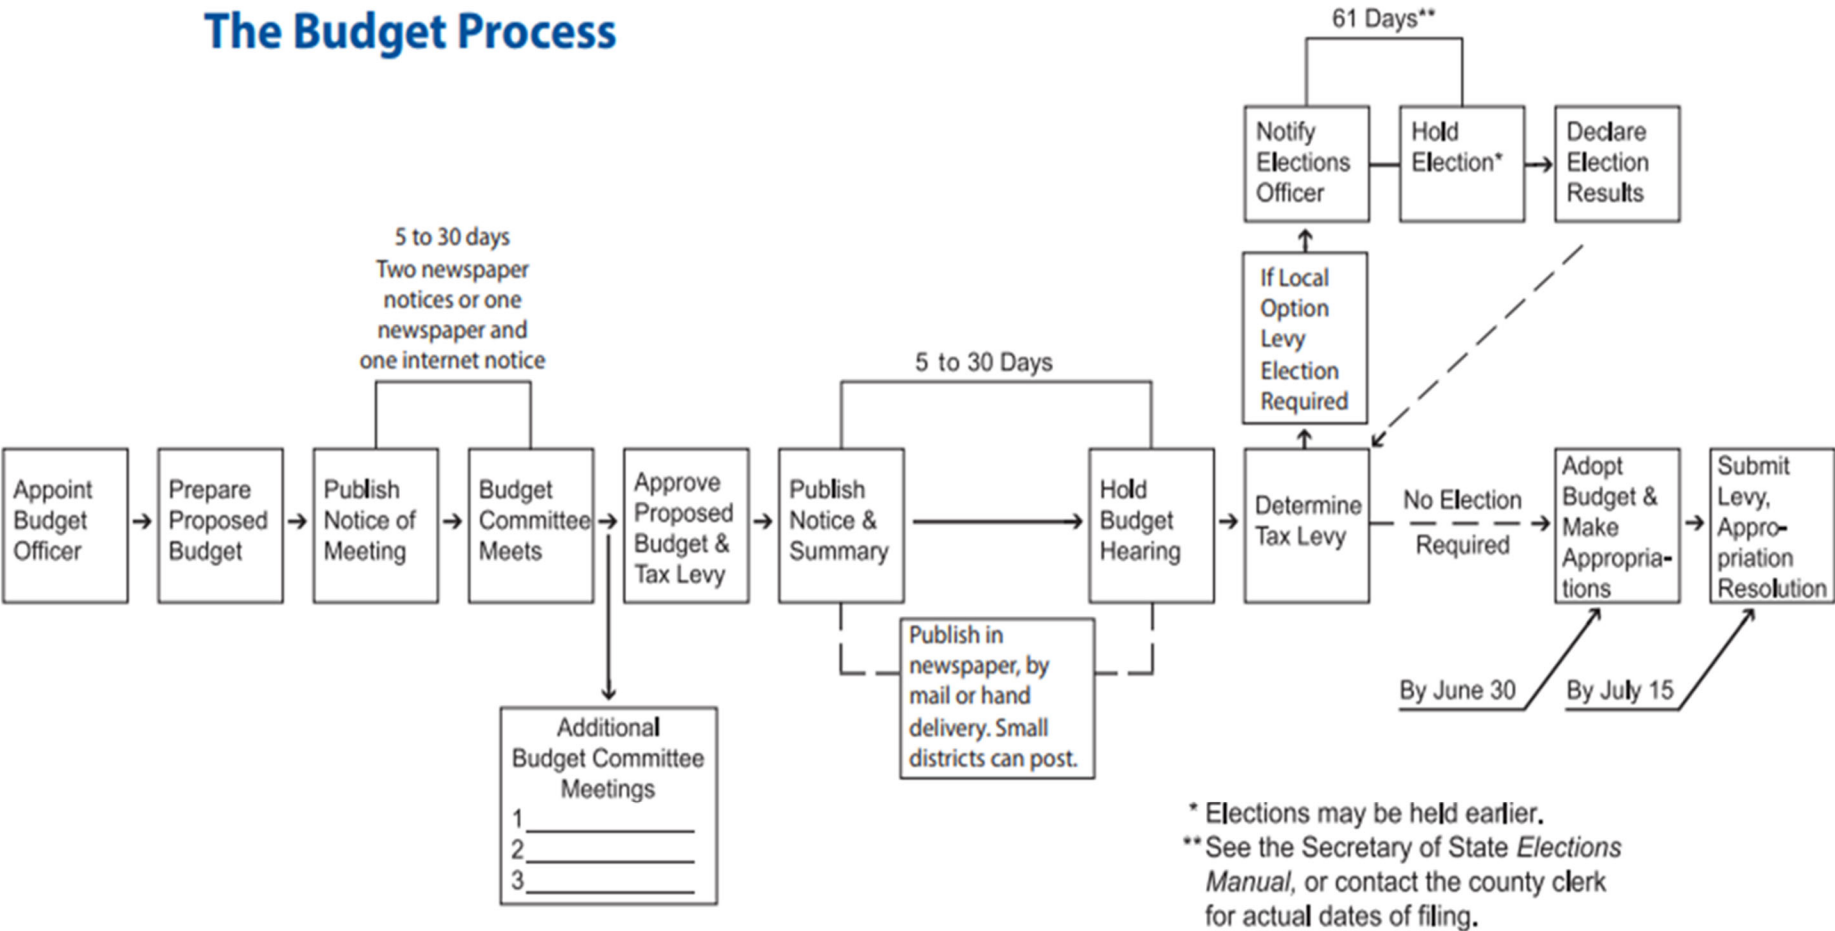 The Budget Process
61 Days**
Notify
Elections
Officer
Hold
Election*
Declare
Election
Results
5 to 30 days
Two newspaper
notices or one
newspaper and
one internet notice
If Local
Option
Levy
Election
Required
5 to 30 Days
Appoint
Budget
Officer
Prepare
Proposed
Budget
Publish
Notice of
Meeting
Budget
Committee
Meets
Approve
Proposed
Budget &
Tax Levy
Publish
Notice &
Summary
Hold
Budget
Hearing
Determine
Tax Levy
No Election
Required
Adopt
Budget &
Make
Appropria-
tions
Submit
Levy,
Appro-
priation
Resolution
Publish in
newspaper, by
mail or hand
delivery. Small
districts can post.
By June 30
By July 15
Additional
Budget Committee
Meetings
1
2
3
* Elections may be held earlier.
** See the Secretary of State Elections
Manual, or contact the county clerk
for actual dates of filing.